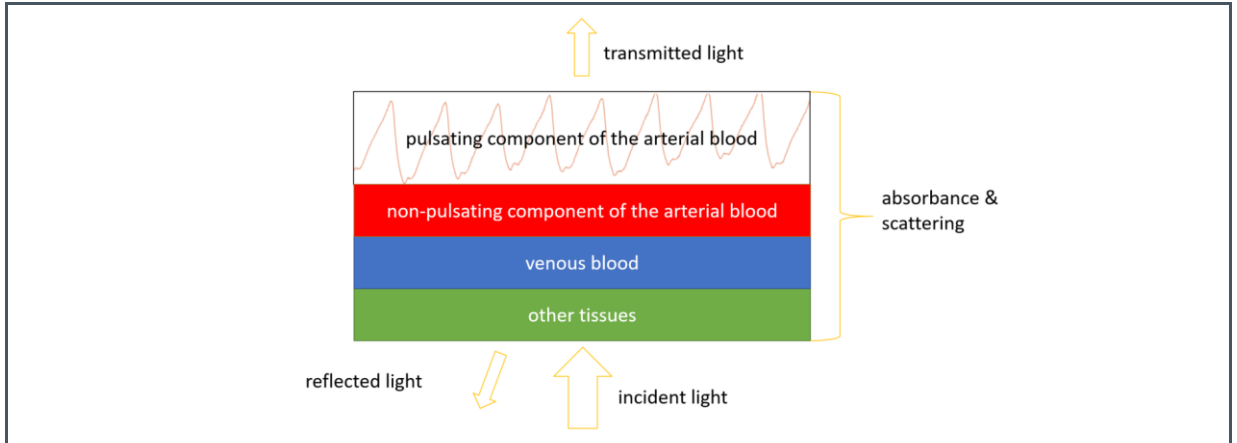 transmitted light
pulsating component of the arterial blood
non-pulsating component of the arterial blood
absorbance &
scattering
venous blood
other tissues
reflected light
incident light